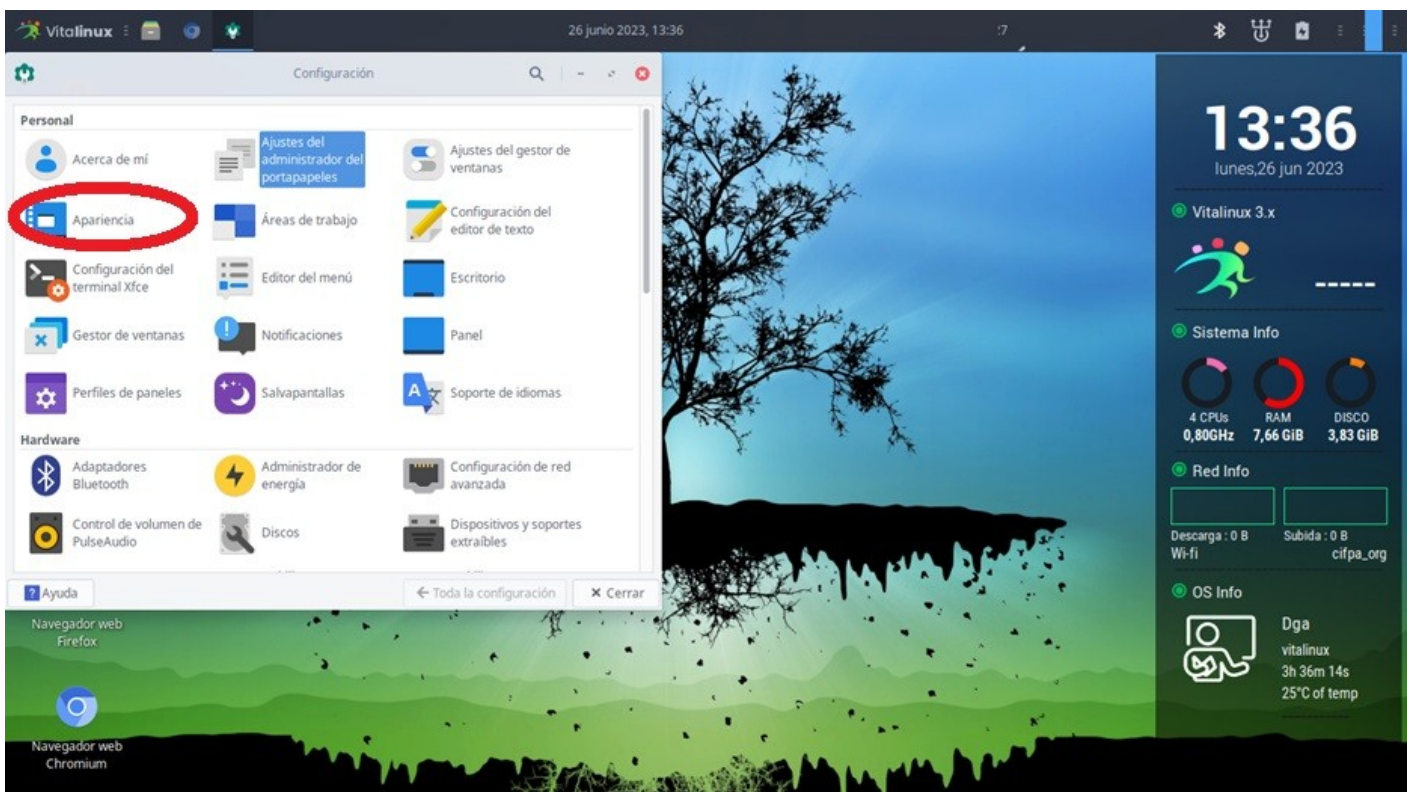 Vitalinux
26 junio 2023, 13:36
:7
Configuración
Personal
Acerca de mí
Ajustes del
administrador del
portapapeles
Ajustes del gestor de
ventanas
Apariencia
Áreas de trabajo
Configuración del
editor de texto
Configuración del
terminal Xfce
Editor del menú
Escritorio
Gestor de ventanas
Notificaciones
Panel
Perfiles de paneles
Salvapantallas
Soporte de idiomas
Hardware
Adaptadores
Bluetooth
Administrador de
energía
Configuración de red
avanzada
Control de volumen de
PulseAudio
Discos
Dispositivos y soportes
extraíbles
? Ayuda
← Toda la configuración
× Cerrar
Navegador web
Firefox
Navegador web
Chromium
13:36
lunes,26 jun 2023
Vitalinux 3.x
-----
Sistema Info
4 CPUs RAM DISCO
0,80GHz 7,66 GiB 3,83 GiB
Red Info
Descarga : 0 B Subida : 0 B
Wi-fi cifpa_org
OS Info
Dga
vitalinux
3h 36m 14s
25°C of temp